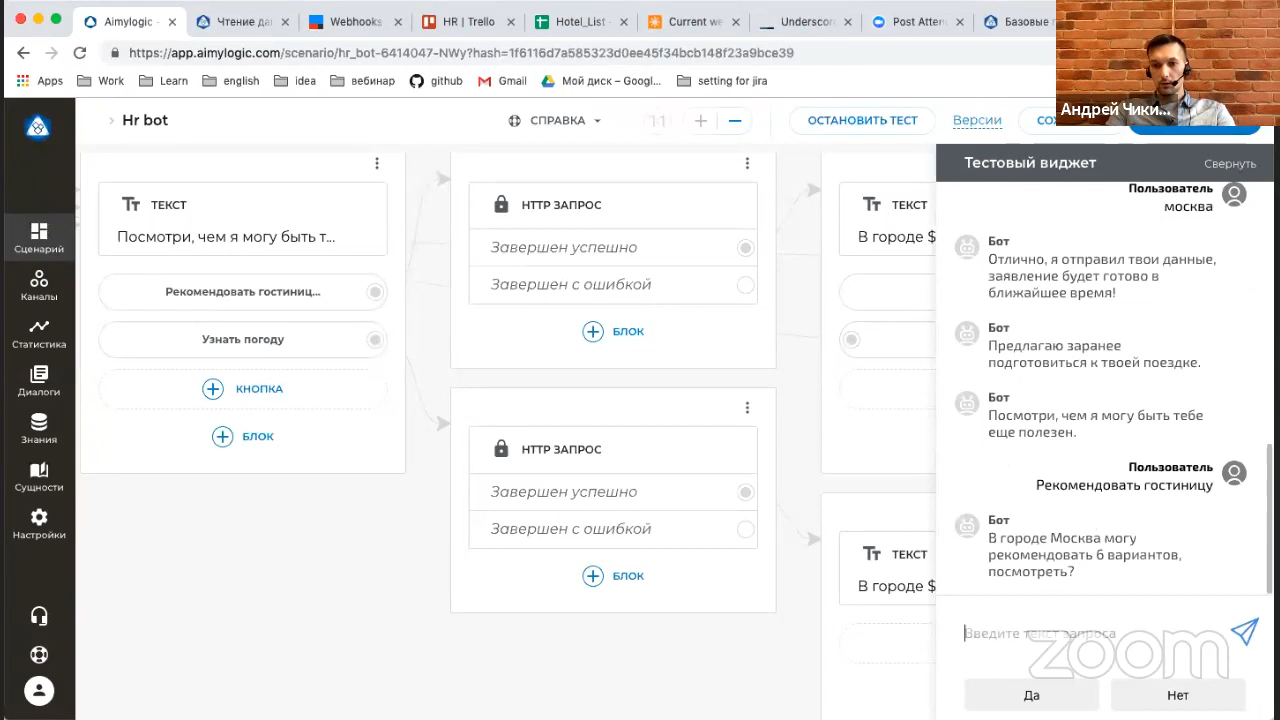 Aimylogic -
Чтение дан
Webhooks
HR | Trello
Hotel_List -
Current we
Underscor
Post Atten
Базовые п
https://app.aimylogic.com/scenario/hr_bot-6414047-NWy?hash=1f6116d7a585323d0ee45f34bcb148f23a9bce39
Apps
Work
Learn
english
idea
вебинар
github
Gmail
Мой диск – Googl...
setting for jira
Андрей Чики...
Hr bot
СПРАВКА
1:1
ОСТАНОВИТЬ ТЕСТ
Версии
СОХ
Сценарий
Каналы
Статистика
Диалоги
Знания
Сущности
Настройки
ТЕКСТ
Посмотри, чем я могу быть т...
Рекомендовать гостиниц...
Узнать погоду
КНОПКА
БЛОК
HTTP ЗАПРОС
Завершен успешно
Завершен с ошибкой
БЛОК
HTTP ЗАПРОС
Завершен успешно
Завершен с ошибкой
БЛОК
ТЕКСТ
В городе $
ТЕКСТ
В городе $
Тестовый виджет
Свернуть
Пользователь
москва
Бот
Отлично, я отправил твои данные,
заявление будет готово в
ближайшее время!
Бот
Предлагаю заранее
подготовиться к твоей поездке.
Бот
Посмотри, чем я могу быть тебе
еще полезен.
Пользователь
Рекомендовать гостиницу
Бот
В городе Москва могу
рекомендовать 6 вариантов,
посмотреть?
Введите текст запроса
zoom
Да
Нет